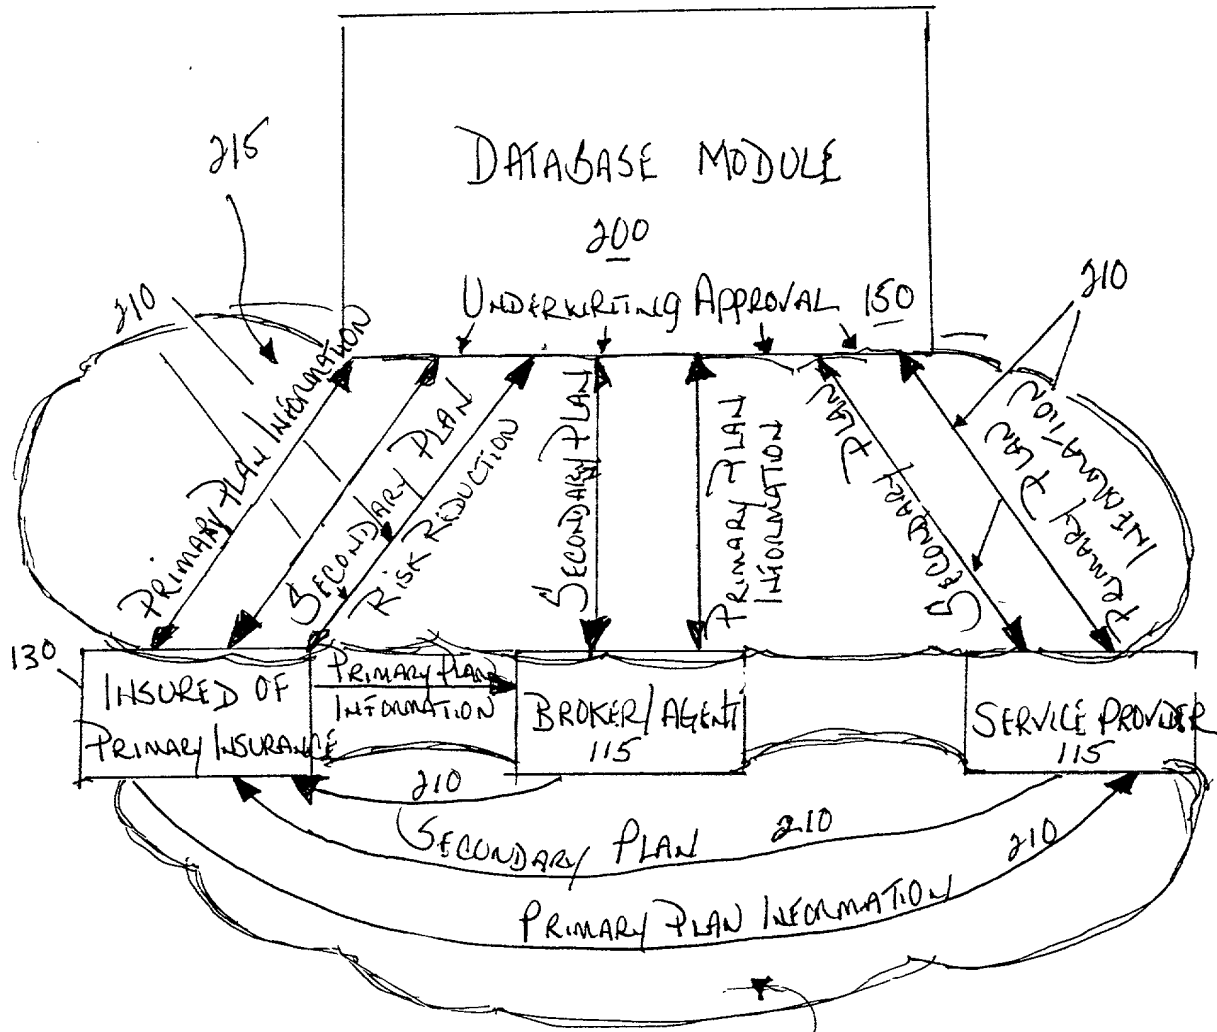 215
DATABASE MODULE
200
UNDERWRITING APPROVAL 150
210
210
PRIMARY PLAN INFORMATION
SECONDARY PLAN
RISK REDUCTION
SECONDARY PLAN
PRIMARY PLAN
INFORMATION
SECONDARY PLAN
PRIMARY PLAN
INFORMATION
130
INSURED OF
PRIMARY INSURANCE
PRIMARY PLAN
INFORMATION
BROKER/AGENT
115
SERVICE PROVIDER
115
210
SECONDARY PLAN 210
210
PRIMARY PLAN INFORMATION